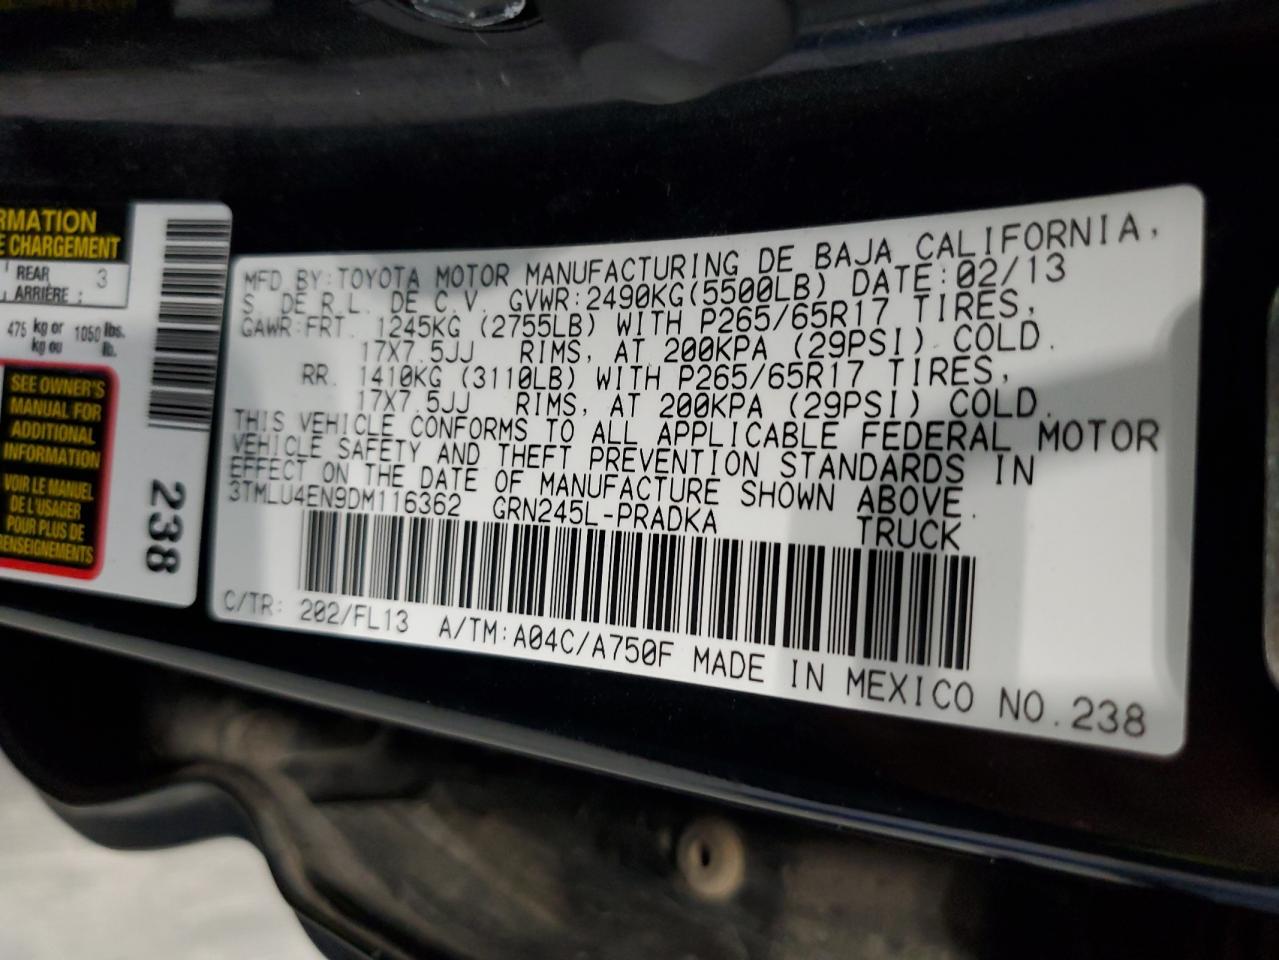 RMATION
E CHARGEMENT
REAR 3
ARRIÈRE :
475 kg or 1050 lbs.
kg ou lb.
SEE OWNER'S
MANUAL FOR
ADDITIONAL
INFORMATION
VOIR LE MANUEL
DE L'USAGER
POUR PLUS DE
RENSEIGNEMENTS
238
MFD BY:TOYOTA MOTOR MANUFACTURING DE BAJA CALIFORNIA,
S. DE R.L. DE C.V. GVWR:2490KG(5500LB) DATE:02/13
GAWR:FRT. 1245KG (2755LB) WITH P265/65R17 TIRES,
17X7.5JJ RIMS, AT 200KPA (29PSI) COLD.
RR. 1410KG (3110LB) WITH P265/65R17 TIRES,
17X7.5JJ RIMS, AT 200KPA (29PSI) COLD.
THIS VEHICLE CONFORMS TO ALL APPLICABLE FEDERAL MOTOR
VEHICLE SAFETY AND THEFT PREVENTION STANDARDS IN
EFFECT ON THE DATE OF MANUFACTURE SHOWN ABOVE.
3TMLU4EN9DM116362 GRN245L-PRADKA TRUCK
C/TR: 202/FL13 A/TM:A04C/A750F MADE IN MEXICO NO.238